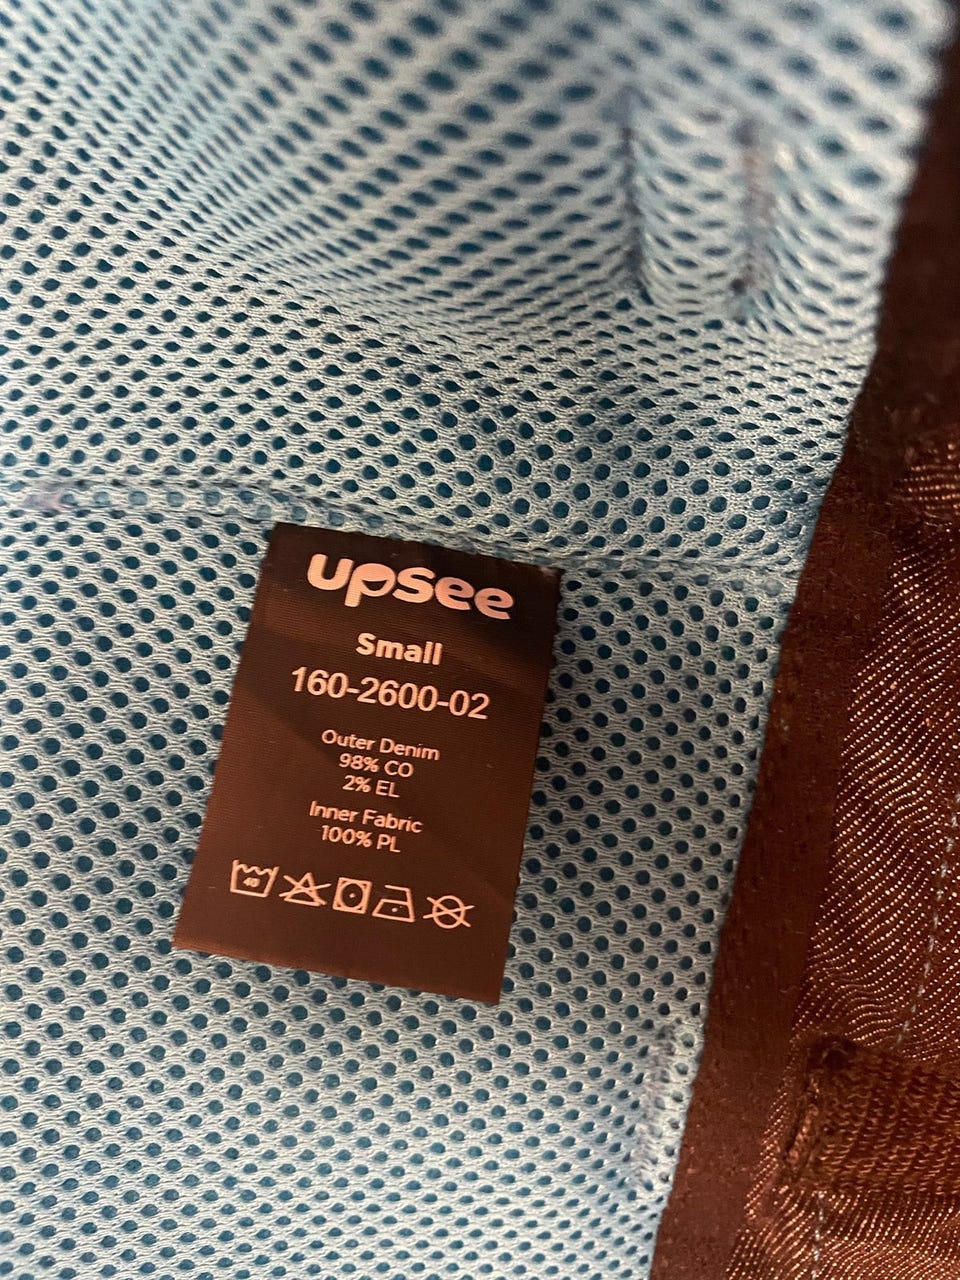 upsee
Small
160-2600-02
Outer Denim
98% CO
2% EL
Inner Fabric
100% PL
40